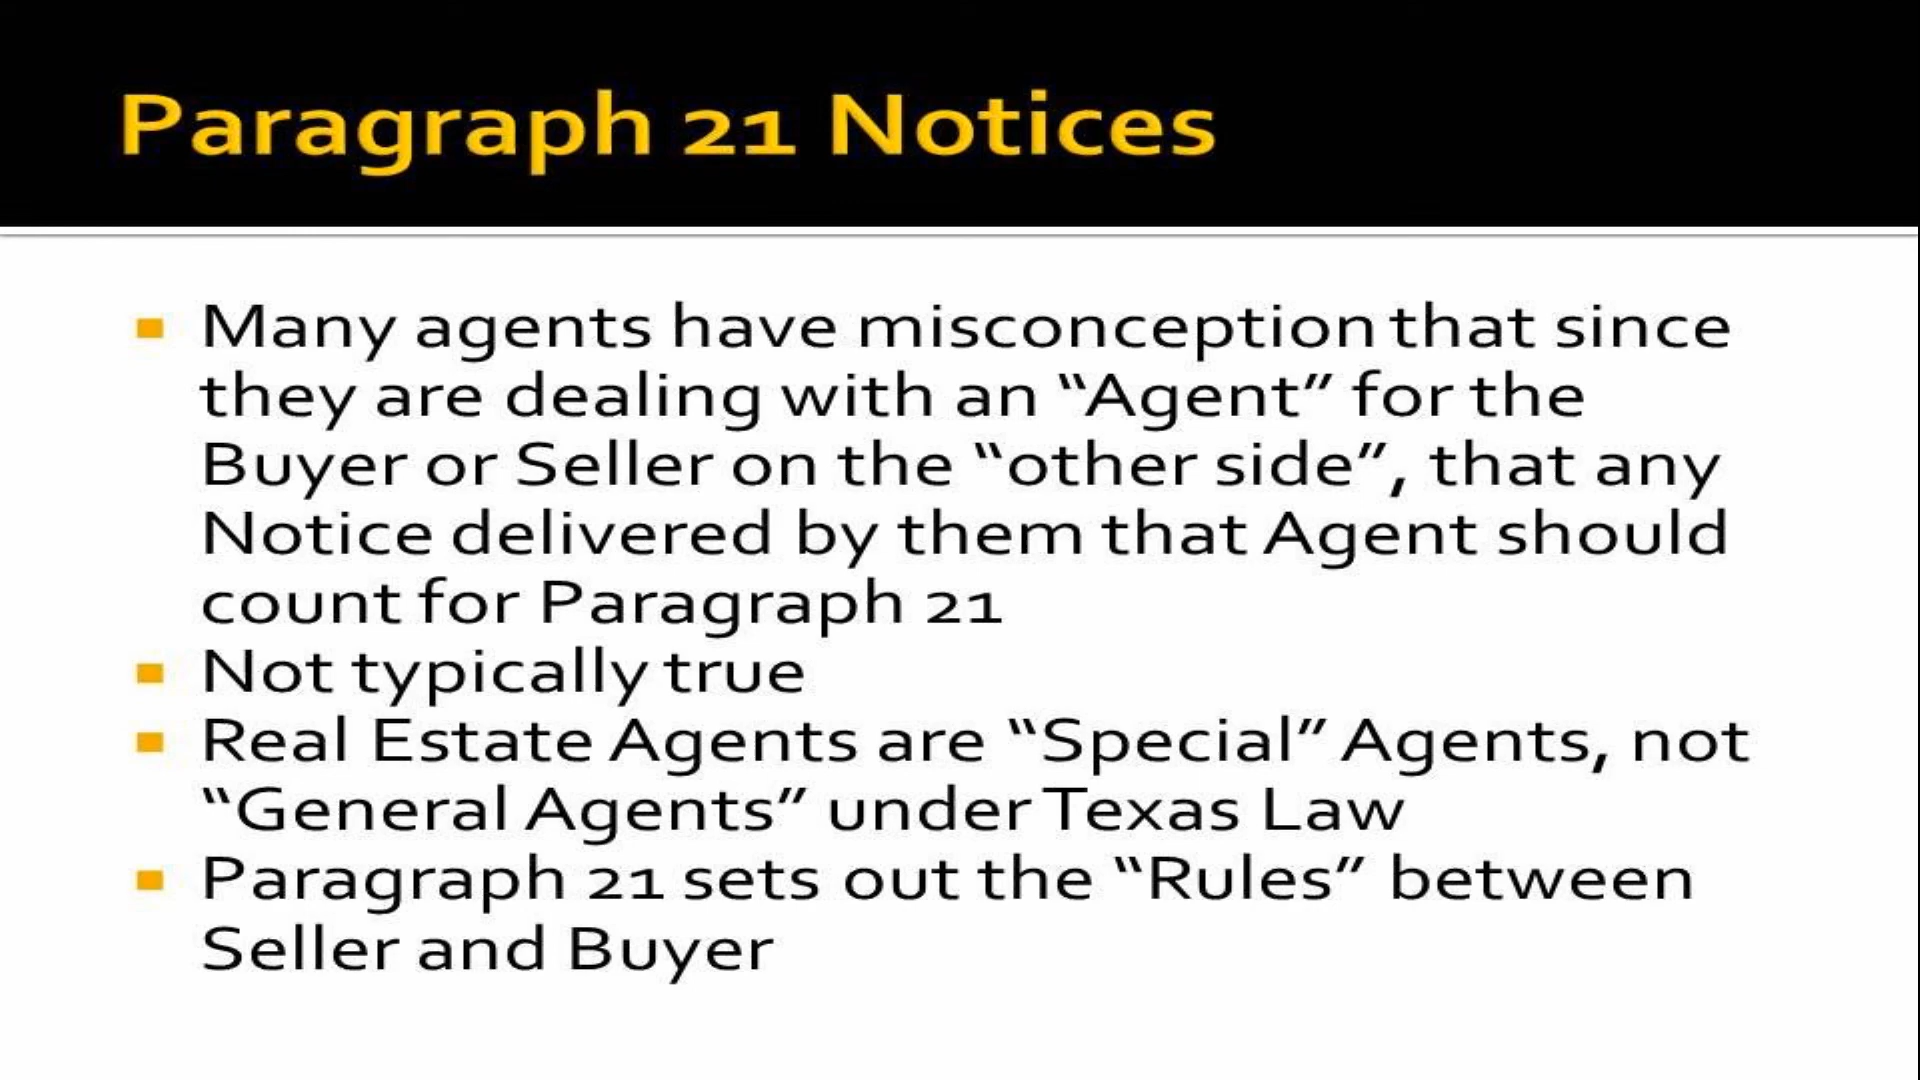 Paragraph 21 Notices
Many agents have misconception that since
they are dealing with an “Agent” for the
Buyer or Seller on the “other side”, that any
Notice delivered by them that Agent should
count for Paragraph 21
Not typically true
Real Estate Agents are “Special” Agents, not
“General Agents” under Texas Law
Paragraph 21 sets out the “Rules” between
Seller and Buyer